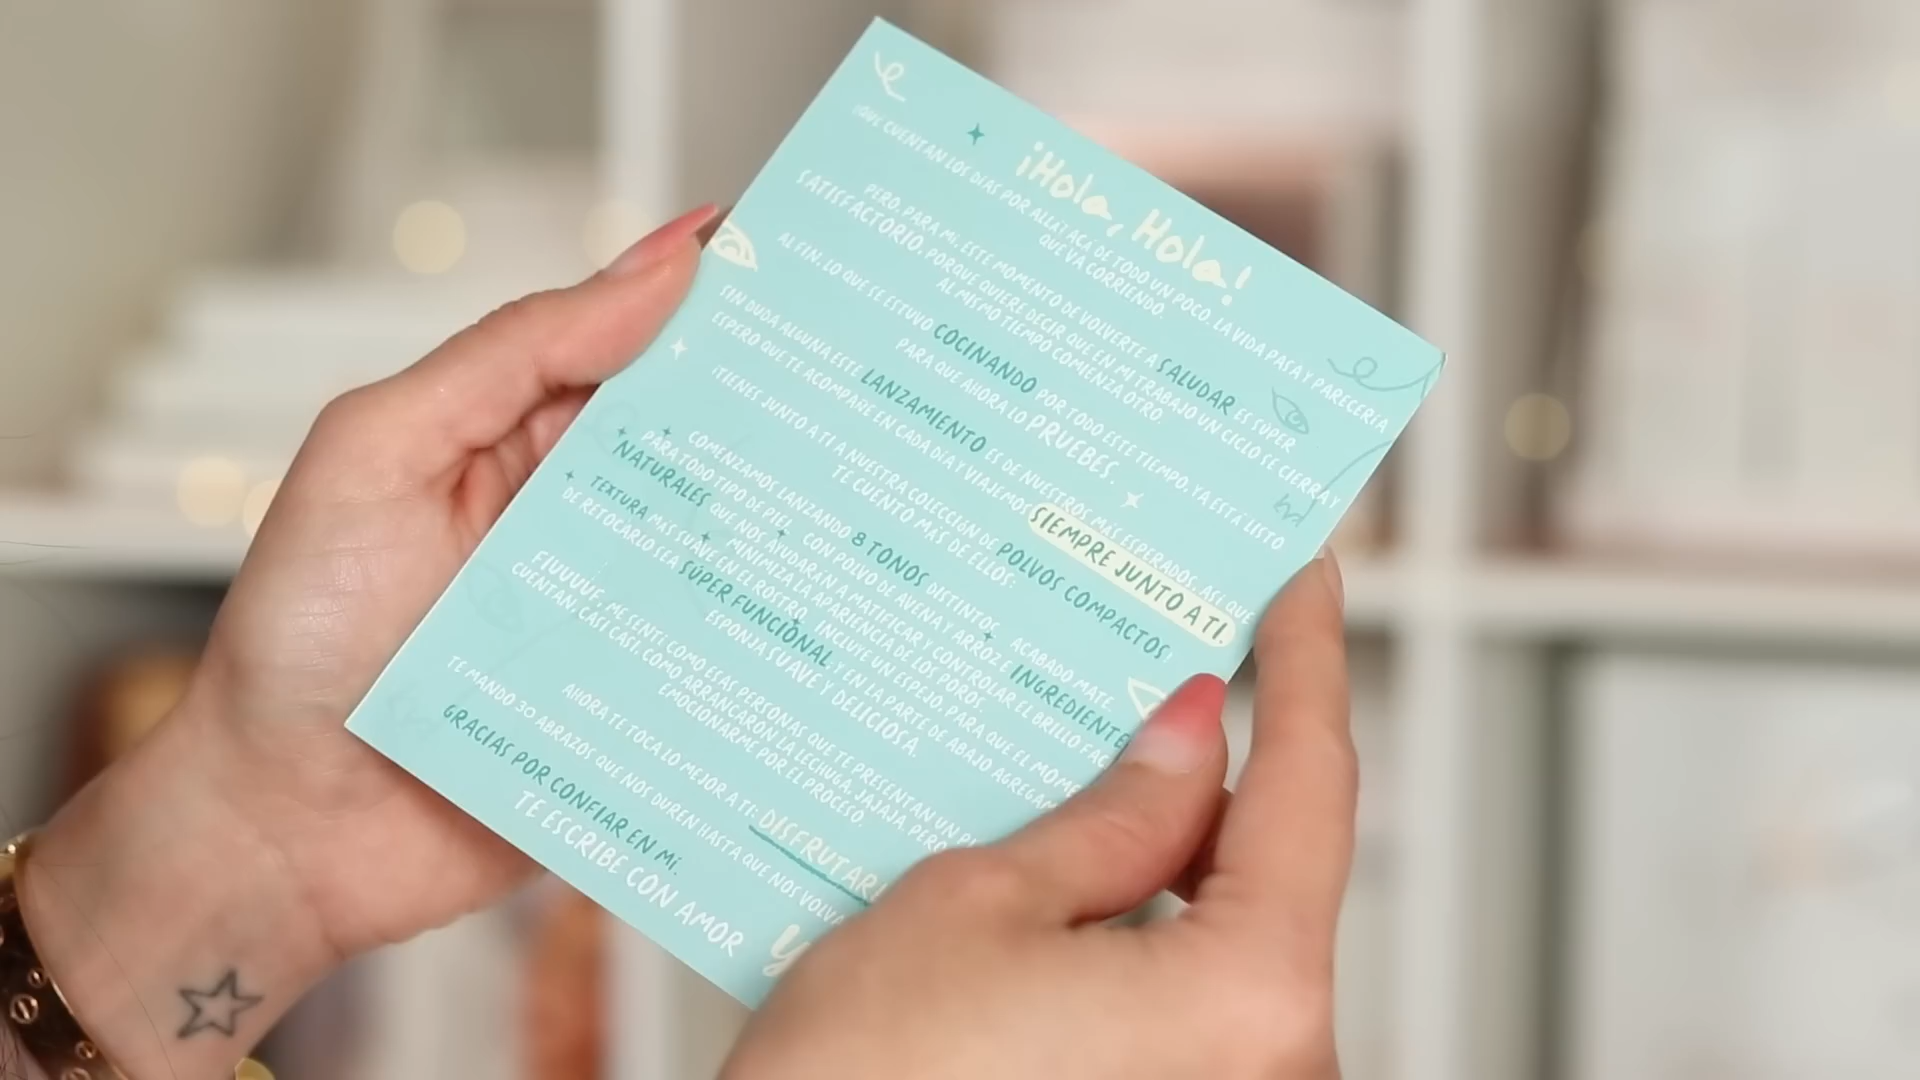 ¡Hola, Hola!
¡QUE CUENTAN LOS DÍAS POR ALLÁ? ACÁ DE TODO UN POCO, LA VIDA PASA Y PARECERÍA
QUE VA CORRIENDO.
PERO, PARA MÍ, ESTE MOMENTO DE VOLVERTE A SALUDAR ES SÚPER
SATISFACTORIO, PORQUE QUIERE DECIR QUE EN MI TRABAJO UN CICLO SE CIERRA Y
AL MISMO TIEMPO COMIENZA OTRO.
AL FIN, LO QUE SE ESTUVO COCINANDO POR TODO ESTE TIEMPO, YA ESTÁ LISTO
PARA QUE AHORA LO PRUEBES.
SIN DUDA ALGUNA ESTE LANZAMIENTO ES DE NUESTROS MÁS ESPERADOS, ASÍ QUE
ESPERO QUE TE ACOMPAÑE EN CADA DÍA Y VIAJEMOS SIEMPRE JUNTO A TI.
¡TIENES JUNTO A TI A NUESTRA COLECCIÓN DE POLVOS COMPACTOS!
TE CUENTO MÁS DE ELLOS:
COMENZAMOS LANZANDO 8 TONOS DISTINTOS, ACABADO MATE,
PARA TODO TIPO DE PIEL, CON POLVO DE AVENA Y ARROZ E INGREDIENTE
NATURALES QUE NOS AYUDARÁN A MATIFICAR Y CONTROLAR EL BRILLO FAC
MINIMIZA LA APARIENCIA DE LOS POROS
TEXTURA MÁS SUAVE EN EL ROSTRO, INCLUYE UN ESPEJO, PARA QUE EL MOME
DE RETOCARLO SEA SÚPER FUNCIONAL Y EN LA PARTE DE ABAJO AGREGAM
ESPONJA SUAVE Y DELICIOSA.
FIUUUUF, ME SENTÍ COMO ESAS PERSONAS QUE TE PRESENTAN UN P
CUENTAN, CASI CASI, CÓMO ARRANCARON LA LECHUGA, JAJAJA, PERO
EMOCIONARME POR EL PROCESO.
AHORA TE TOCA LO MEJOR A TI: DISFRUTARL
TE MANDO 30 ABRAZOS QUE NOS DUREN HASTA QUE NOS VOLVA
GRACIAS POR CONFIAR EN MÍ.
TE ESCRIBE CON AMOR
Y